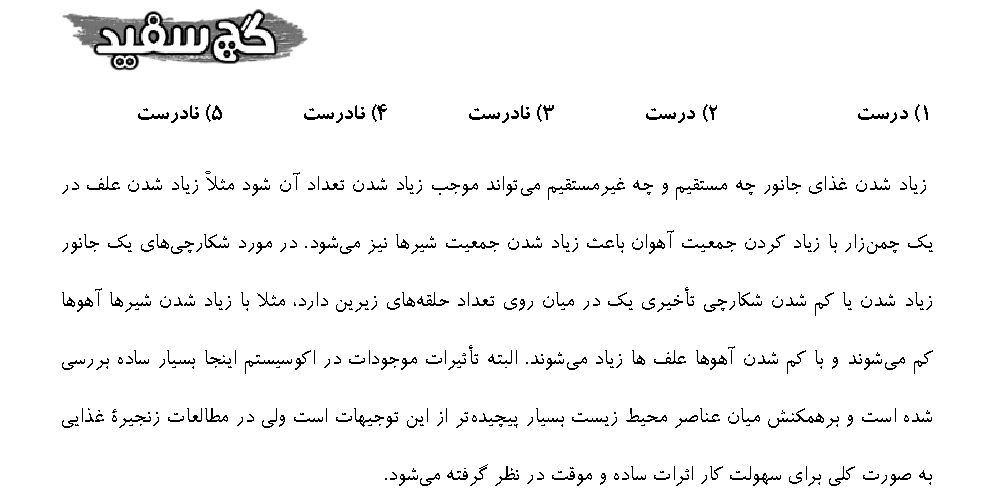 گچ سفید
۱) درست ۲) درست ۳) نادرست ۴) نادرست ۵) نادرست
زیاد شدن غذای جانور چه مستقیم و چه غیرمستقیم می‌تواند موجب زیاد شدن تعداد آن شود مثلاً زیاد شدن علف در
یک چمن‌زار با زیاد کردن جمعیت آهوان باعث زیاد شدن جمعیت شیرها نیز می‌شود. در مورد شکارچی‌های یک جانور
زیاد شدن یا کم شدن شکارچی تأخیری یک در میان روی تعداد حلقه‌های زیرین دارد، مثلا با زیاد شدن شیرها آهوها
کم می‌شوند و با کم شدن آهوها علف ها زیاد می‌شوند. البته تأثیرات موجودات در اکوسیستم اینجا بسیار ساده بررسی
شده است و برهمکنش میان عناصر محیط زیست بسیار پیچیده‌تر از این توجیهات است ولی در مطالعات زنجیرهٔ غذایی
به صورت کلی برای سهولت کار اثرات ساده و موقت در نظر گرفته می‌شود.